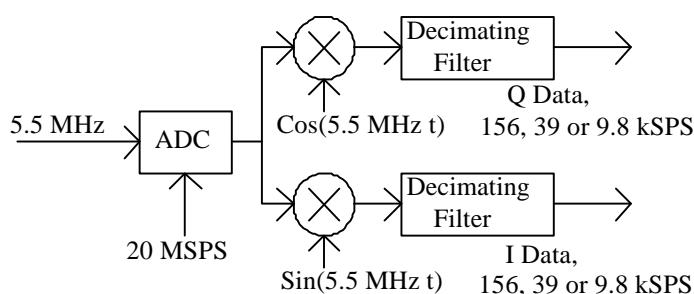 Decimating
Filter
Q Data,
156, 39 or 9.8 kSPS
Cos(5.5 MHz t)
5.5 MHz
ADC
20 MSPS
Decimating
Filter
I Data,
156, 39 or 9.8 kSPS
Sin(5.5 MHz t)